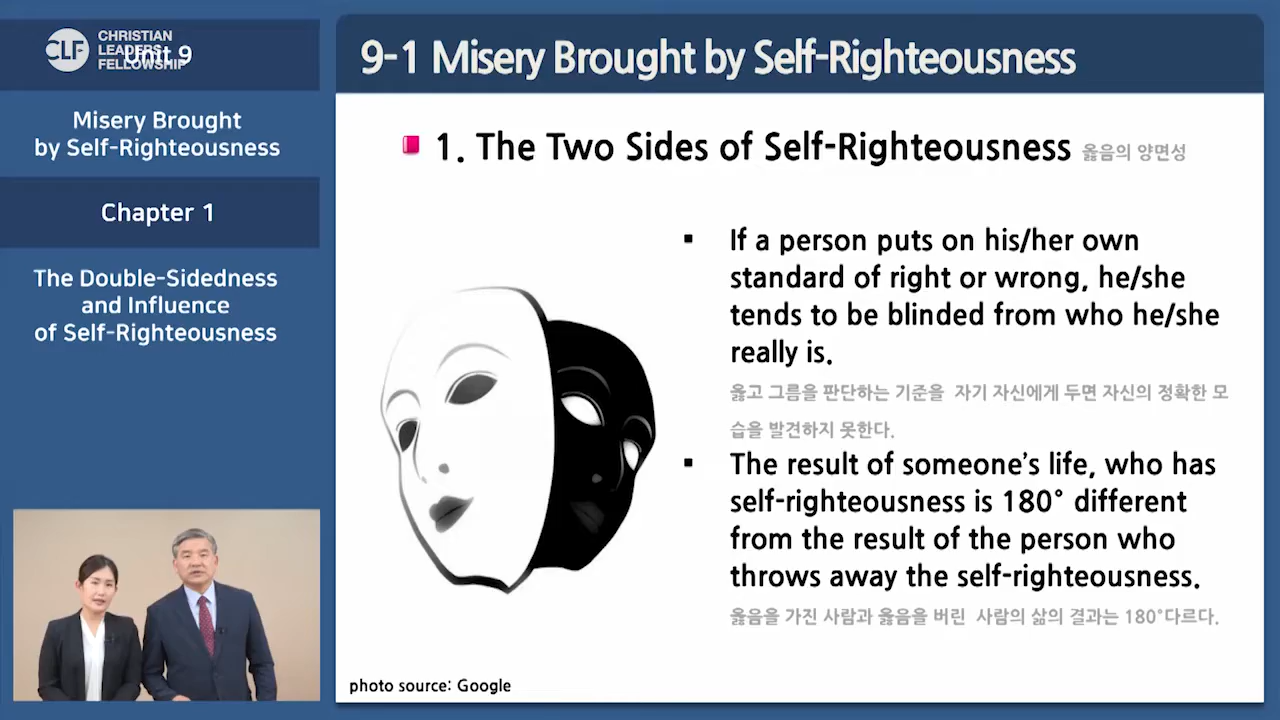 CLF CHRISTIAN
LEADERS
FELLOWSHIP
Unit 9
Misery Brought
by Self-Righteousness
Chapter 1
The Double-Sidedness
and Influence
of Self-Righteousness
9-1 Misery Brought by Self-Righteousness
1. The Two Sides of Self-Righteousness 옳음의 양면성
▪ If a person puts on his/her own
standard of right or wrong, he/she
tends to be blinded from who he/she
really is.
옳고 그름을 판단하는 기준을 자기 자신에게 두면 자신의 정확한 모
습을 발견하지 못한다.
▪ The result of someone's life, who has
self-righteousness is 180° different
from the result of the person who
throws away the self-righteousness.
옳음을 가진 사람과 옳음을 버린 사람의 삶의 결과는 180°다르다.
photo source: Google